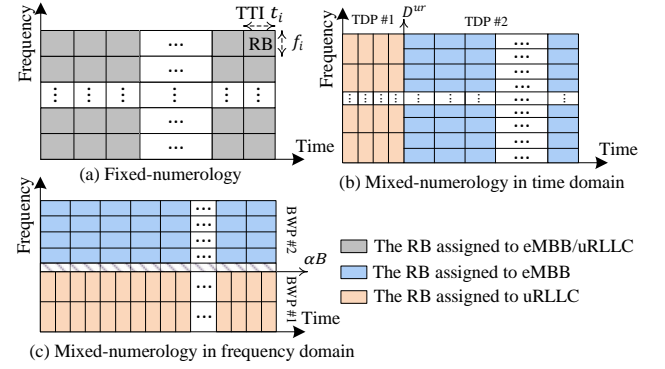 TTI t_i
Frequency
RB
f_i
...
Time
(a) Fixed-numerology
TDP #1
D^{ur}
TDP #2
Frequency
...
Time
(b) Mixed-numerology in time domain
Frequency
BWP #2
...
αB
BWP #1
Time
(c) Mixed-numerology in frequency domain
The RB assigned to eMBB/uRLLC
The RB assigned to eMBB
The RB assigned to uRLLC